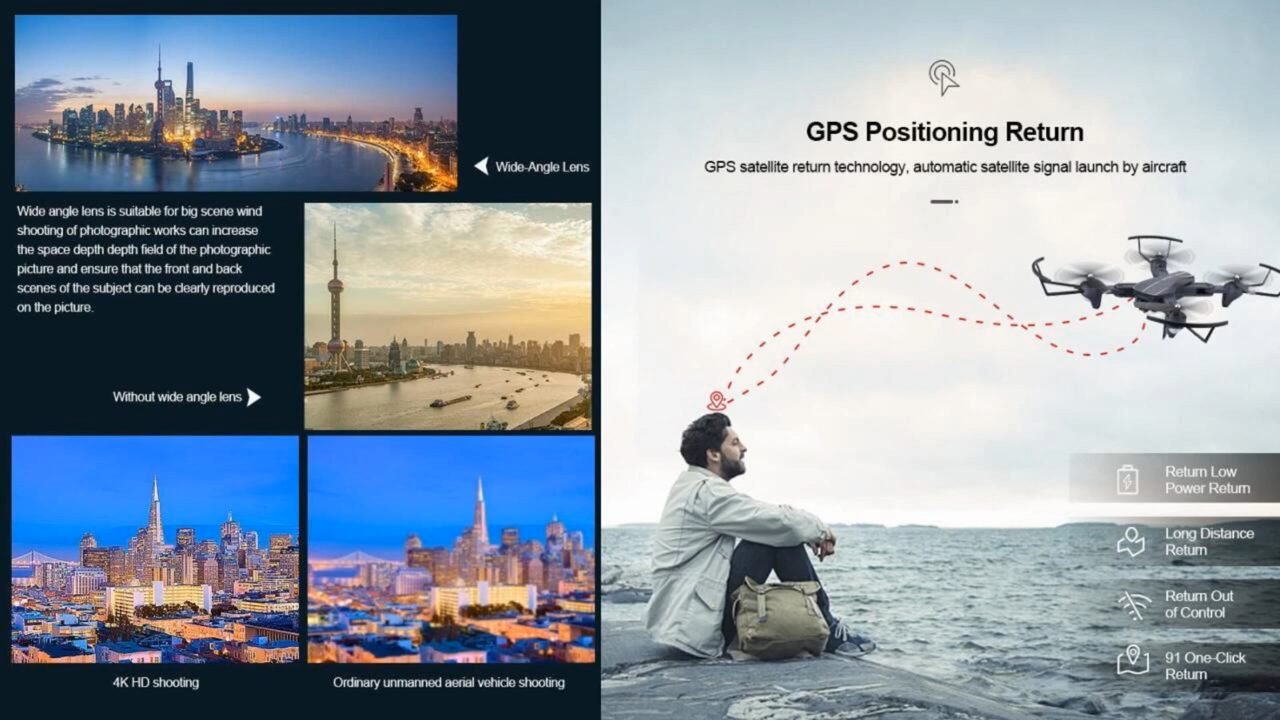 Wide-Angle Lens
Wide angle lens is suitable for big scene wind
shooting of photographic works can increase
the space depth depth field of the photographic
picture and ensure that the front and back
scenes of the subject can be clearly reproduced
on the picture.
Without wide angle lens
4K HD shooting
Ordinary unmanned aerial vehicle shooting
GPS Positioning Return
GPS satellite return technology, automatic satellite signal launch by aircraft
Return Low
Power Return
Long Distance
Return
Return Out
of Control
91 One-Click
Return